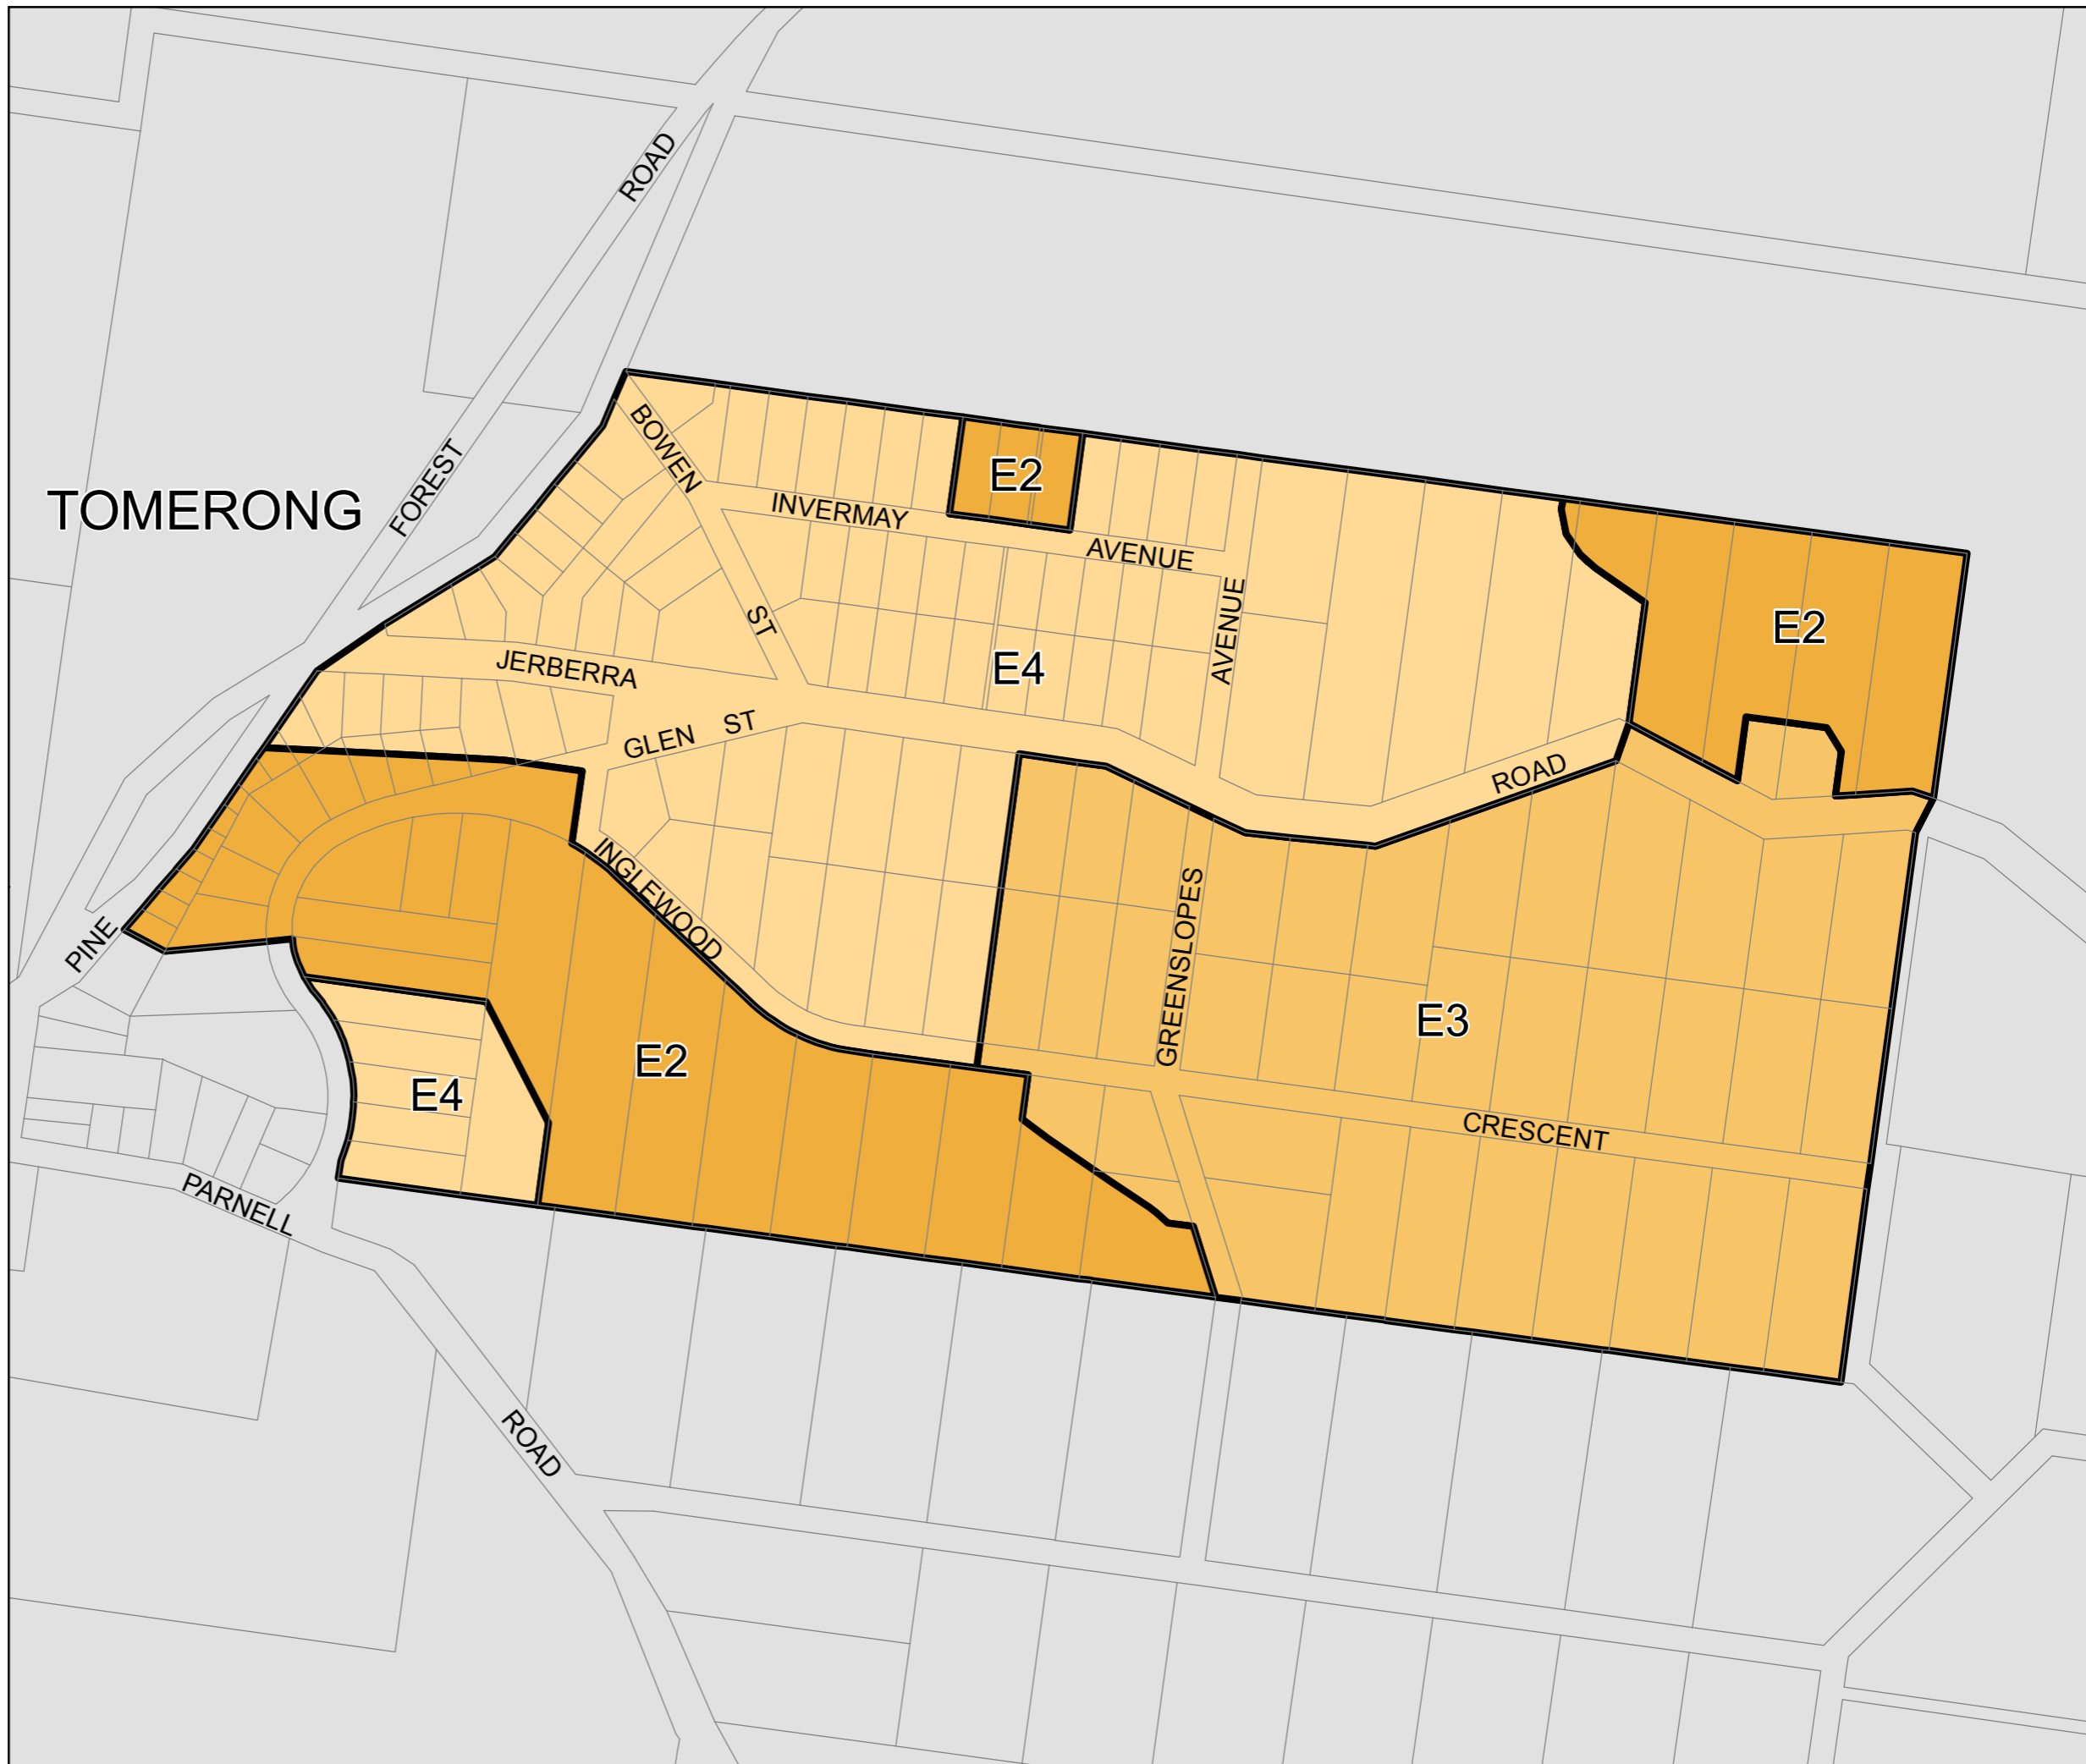 ROAD
FOREST
TOMERONG
BOWEN
ST
INVERMAY
AVENUE
E2
AVENUE
E2
E4
JERBERRA
GLEN ST
ROAD
INGLEWOOD
GREENSLOPES
PINE
E3
E2
E4
CRESCENT
PARNELL
ROAD